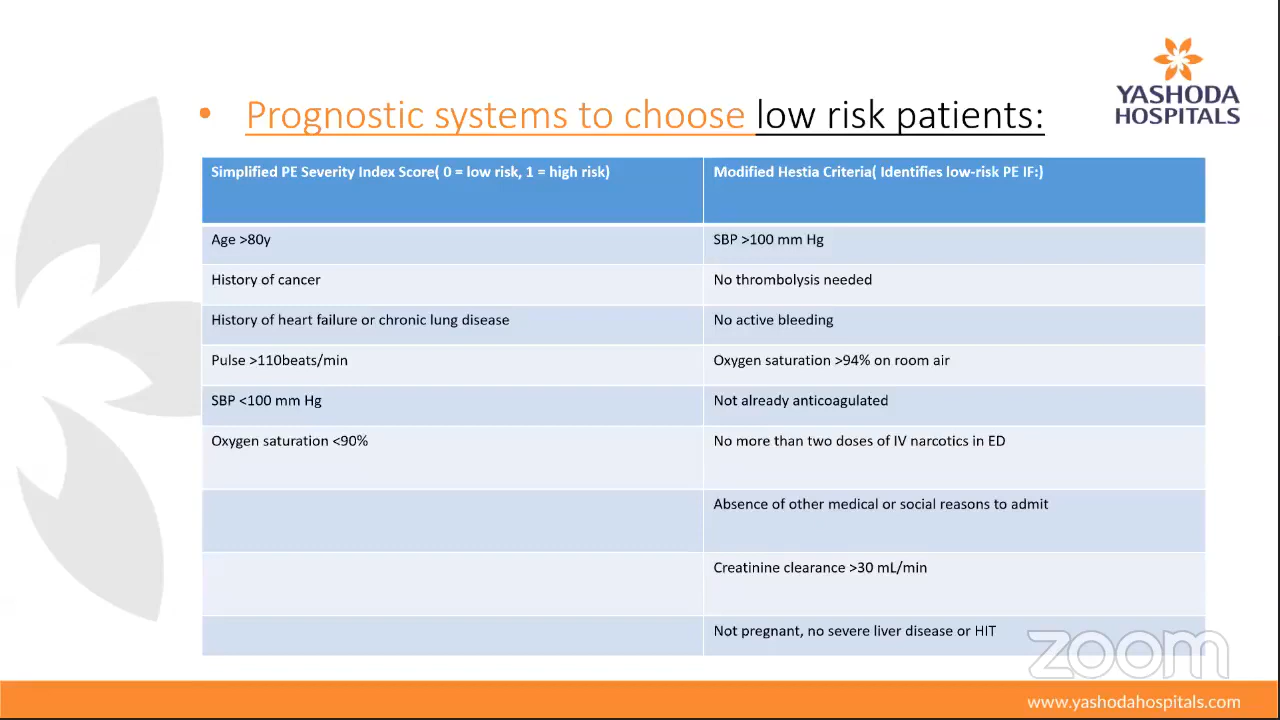 YASHODA
HOSPITALS
• Prognostic systems to choose low risk patients:
Simplified PE Severity Index Score( 0 = low risk, 1 = high risk) Modified Hestia Criteria( Identifies low-risk PE IF:)
Age >80y SBP >100 mm Hg
History of cancer No thrombolysis needed
History of heart failure or chronic lung disease No active bleeding
Pulse >110beats/min Oxygen saturation >94% on room air
SBP <100 mm Hg Not already anticoagulated
Oxygen saturation <90% No more than two doses of IV narcotics in ED
Absence of other medical or social reasons to admit
Creatinine clearance >30 mL/min
Not pregnant, no severe liver disease or HIT
zoom
www.yashodahospitals.com